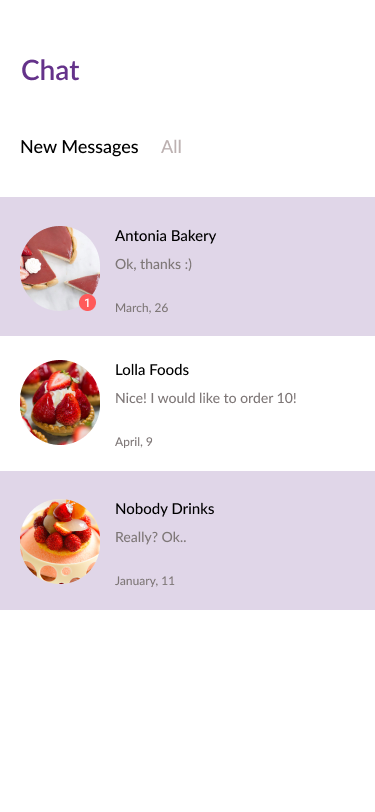 Chat
New Messages All
Antonia Bakery
Ok, thanks :)
1
March, 26
Lolla Foods
Nice! I would like to order 10!
April, 9
Nobody Drinks
Really? Ok..
January, 11